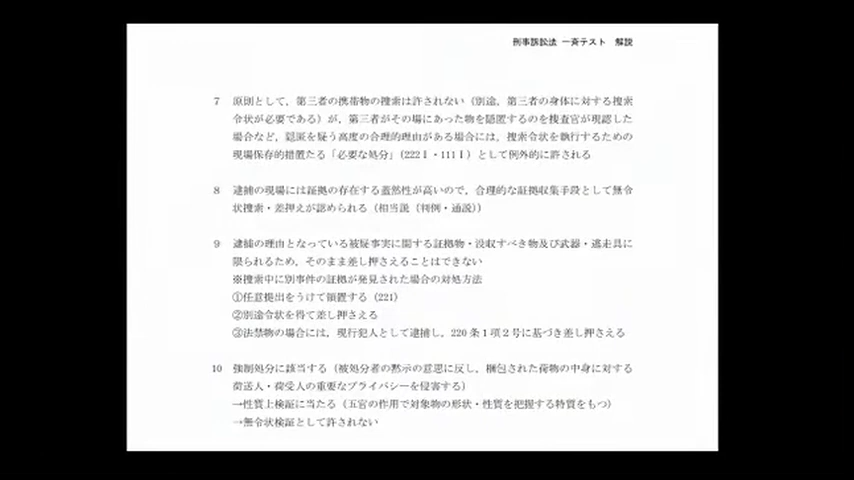 刑事訴訟法 一斉テスト 解説
7 原則として，第三者の携帯物の捜索は許されない（別途，第三者の身体に対する捜索
令状が必要である）が，第三者がその場にあった物を隠匿するのを捜査官が現認した
場合など，隠匿を疑う高度の合理的理由がある場合には，捜索令状を執行するための
現場保存的措置たる「必要な処分」（222Ⅰ・111Ⅰ）として例外的に許される
8 逮捕の現場には証拠の存在する蓋然性が高いので，合理的な証拠収集手段として無令
状捜索・差押えが認められる（相当説（判例・通説））
9 逮捕の理由となっている被疑事実に関する証拠物・没収すべき物及び武器・逃走具に
限られるため，そのまま差し押さえることはできない
※捜索中に別事件の証拠が発見された場合の対処方法
①任意提出をうけて領置する（221）
②別途令状を得て差し押さえる
③法禁物の場合には，現行犯人として逮捕し，220条1項2号に基づき差し押さえる
10 強制処分に該当する（被処分者の黙示の意思に反し，梱包された荷物の中身に対する
荷送人・荷受人の重要なプライバシーを侵害する）
→性質上検証に当たる（五官の作用で対象物の形状・性質を把握する特質をもつ）
→無令状検証として許されない